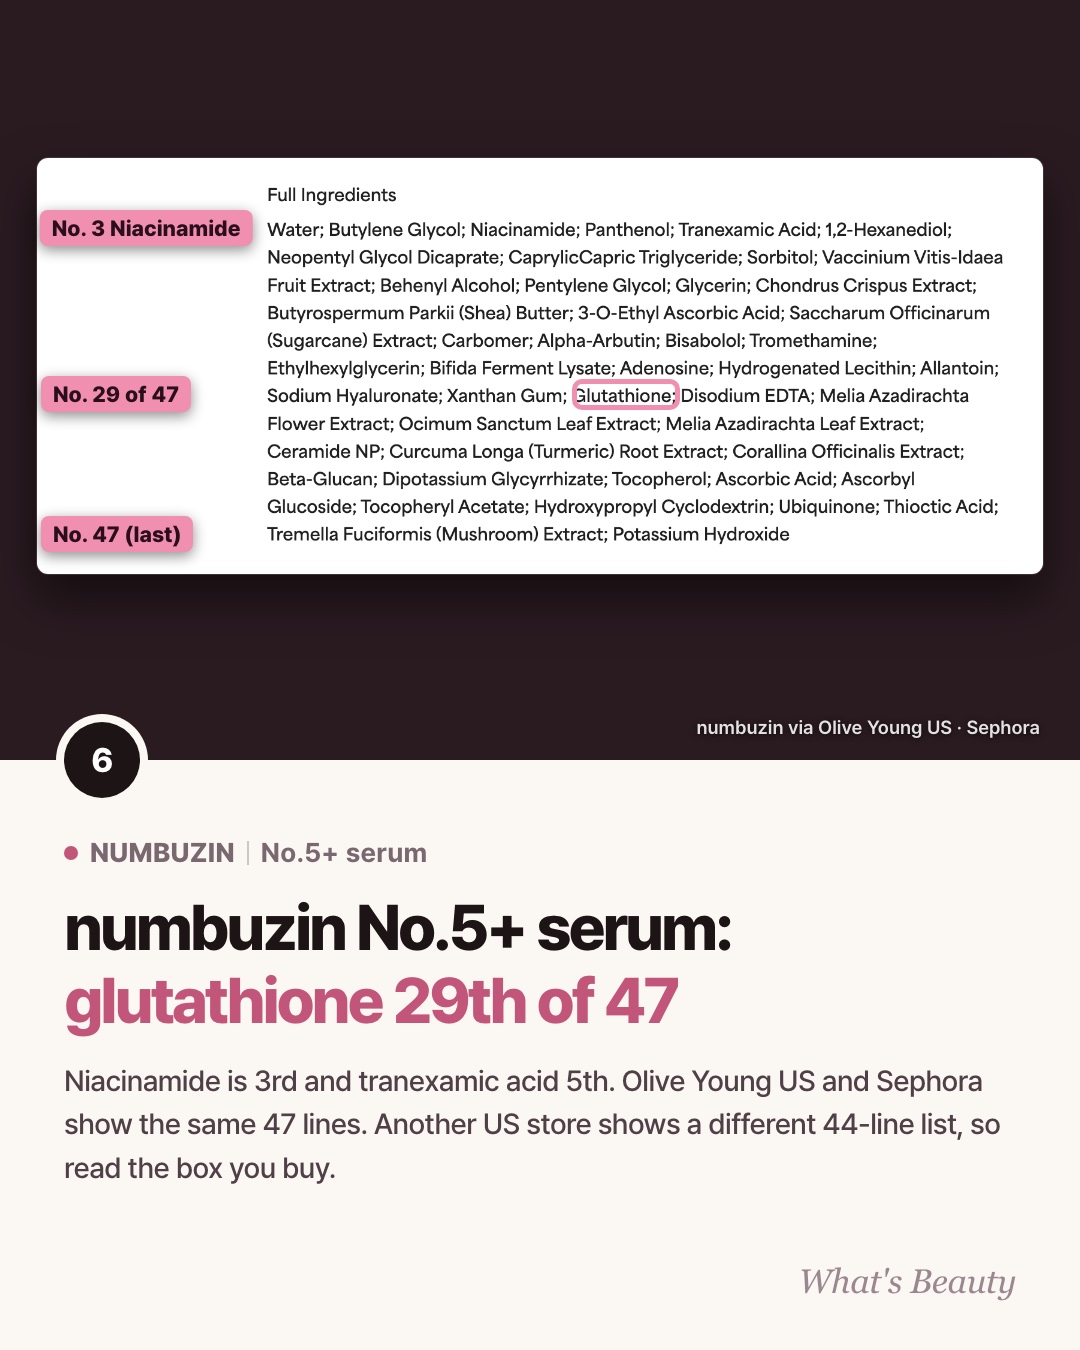 Full Ingredients
No. 3 Niacinamide
Water; Butylene Glycol; Niacinamide; Panthenol; Tranexamic Acid; 1,2-Hexanediol;
Neopentyl Glycol Dicaprate; CaprylicCapric Triglyceride; Sorbitol; Vaccinium Vitis-Idaea
Fruit Extract; Behenyl Alcohol; Pentylene Glycol; Glycerin; Chondrus Crispus Extract;
Butyrospermum Parkii (Shea) Butter; 3-O-Ethyl Ascorbic Acid; Saccharum Officinarum
(Sugarcane) Extract; Carbomer; Alpha-Arbutin; Bisabolol; Tromethamine;
Ethylhexylglycerin; Bifida Ferment Lysate; Adenosine; Hydrogenated Lecithin; Allantoin;
No. 29 of 47
Sodium Hyaluronate; Xanthan Gum; Glutathione; Disodium EDTA; Melia Azadirachta
Flower Extract; Ocimum Sanctum Leaf Extract; Melia Azadirachta Leaf Extract;
Ceramide NP; Curcuma Longa (Turmeric) Root Extract; Corallina Officinalis Extract;
Beta-Glucan; Dipotassium Glycyrrhizate; Tocopherol; Ascorbic Acid; Ascorbyl
Glucoside; Tocopheryl Acetate; Hydroxypropyl Cyclodextrin; Ubiquinone; Thioctic Acid;
No. 47 (last)
Tremella Fuciformis (Mushroom) Extract; Potassium Hydroxide
numbuzin via Olive Young US · Sephora
6
NUMBUZIN | No.5+ serum
numbuzin No.5+ serum:
glutathione 29th of 47
Niacinamide is 3rd and tranexamic acid 5th. Olive Young US and Sephora
show the same 47 lines. Another US store shows a different 44-line list, so
read the box you buy.
What's Beauty